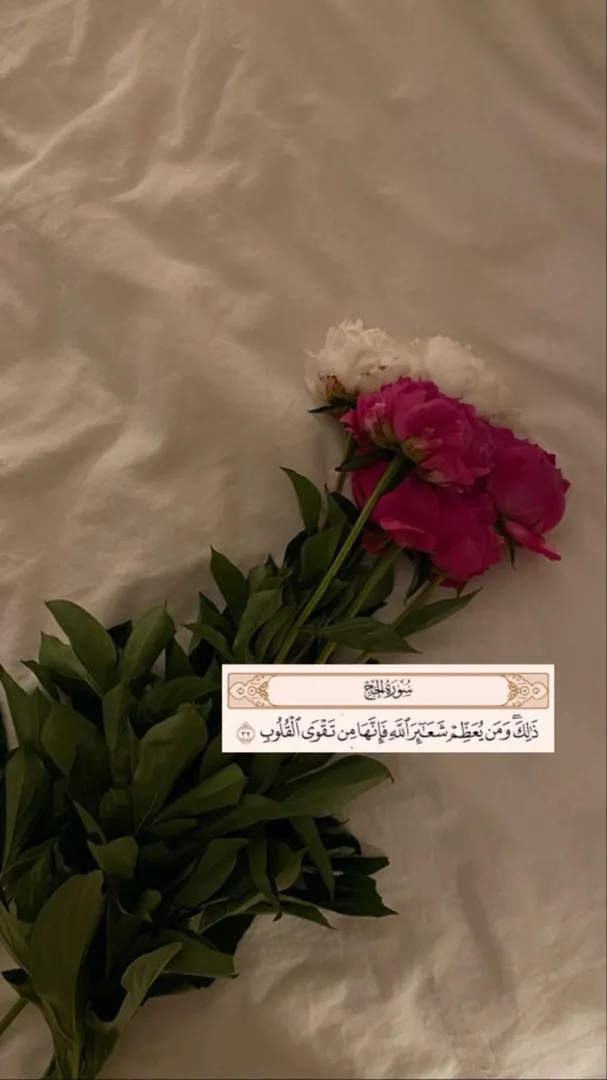 سُورَةُ الحَجِّ
ذَٰلِكَۖ وَمَن يُعَظِّمۡ شَعَـٰٓئِرَ ٱللَّهِ فَإِنَّهَا مِن تَقۡوَى ٱلۡقُلُوبِ ٣٢